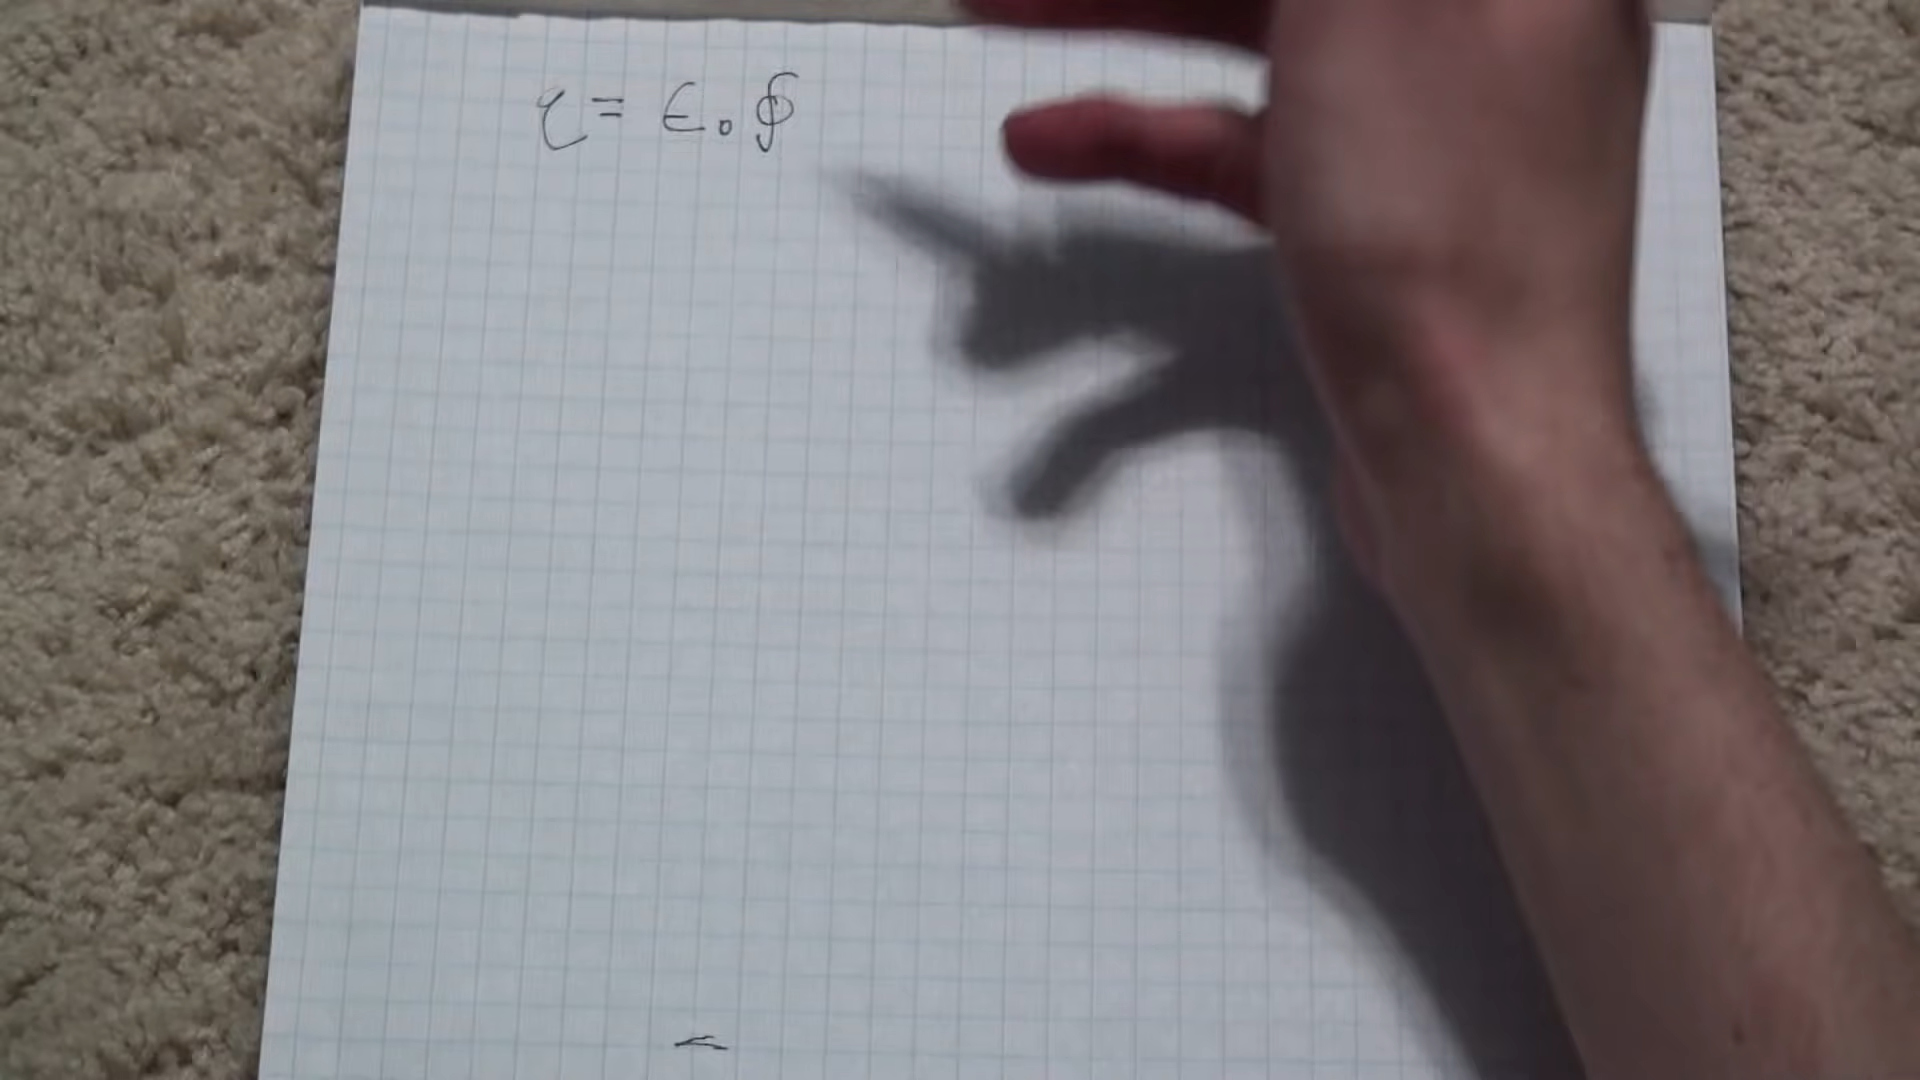 q = ε₀∮